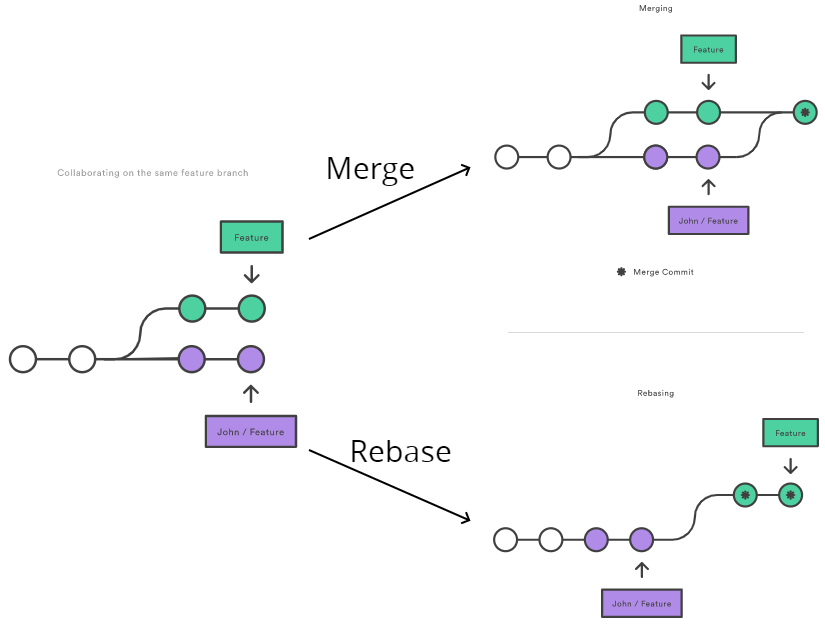 Collaborating on the same feature branch
Feature
John / Feature
Merge
Rebase
Merging
Feature
John / Feature
Merge Commit
Rebasing
Feature
John / Feature